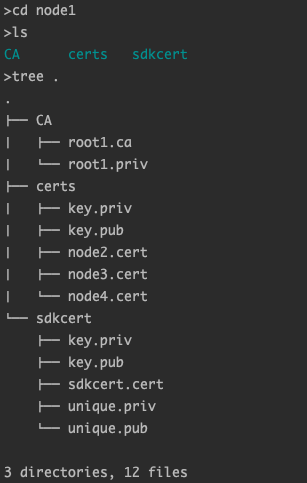 >cd node1
>ls
CA      certs   sdkcert
>tree .
.
├── CA
│   ├── root1.ca
│   └── root1.priv
├── certs
│   ├── key.priv
│   ├── key.pub
│   ├── node2.cert
│   ├── node3.cert
│   └── node4.cert
└── sdkcert
    ├── key.priv
    ├── key.pub
    ├── sdkcert.cert
    ├── unique.priv
    └── unique.pub
3 directories, 12 files